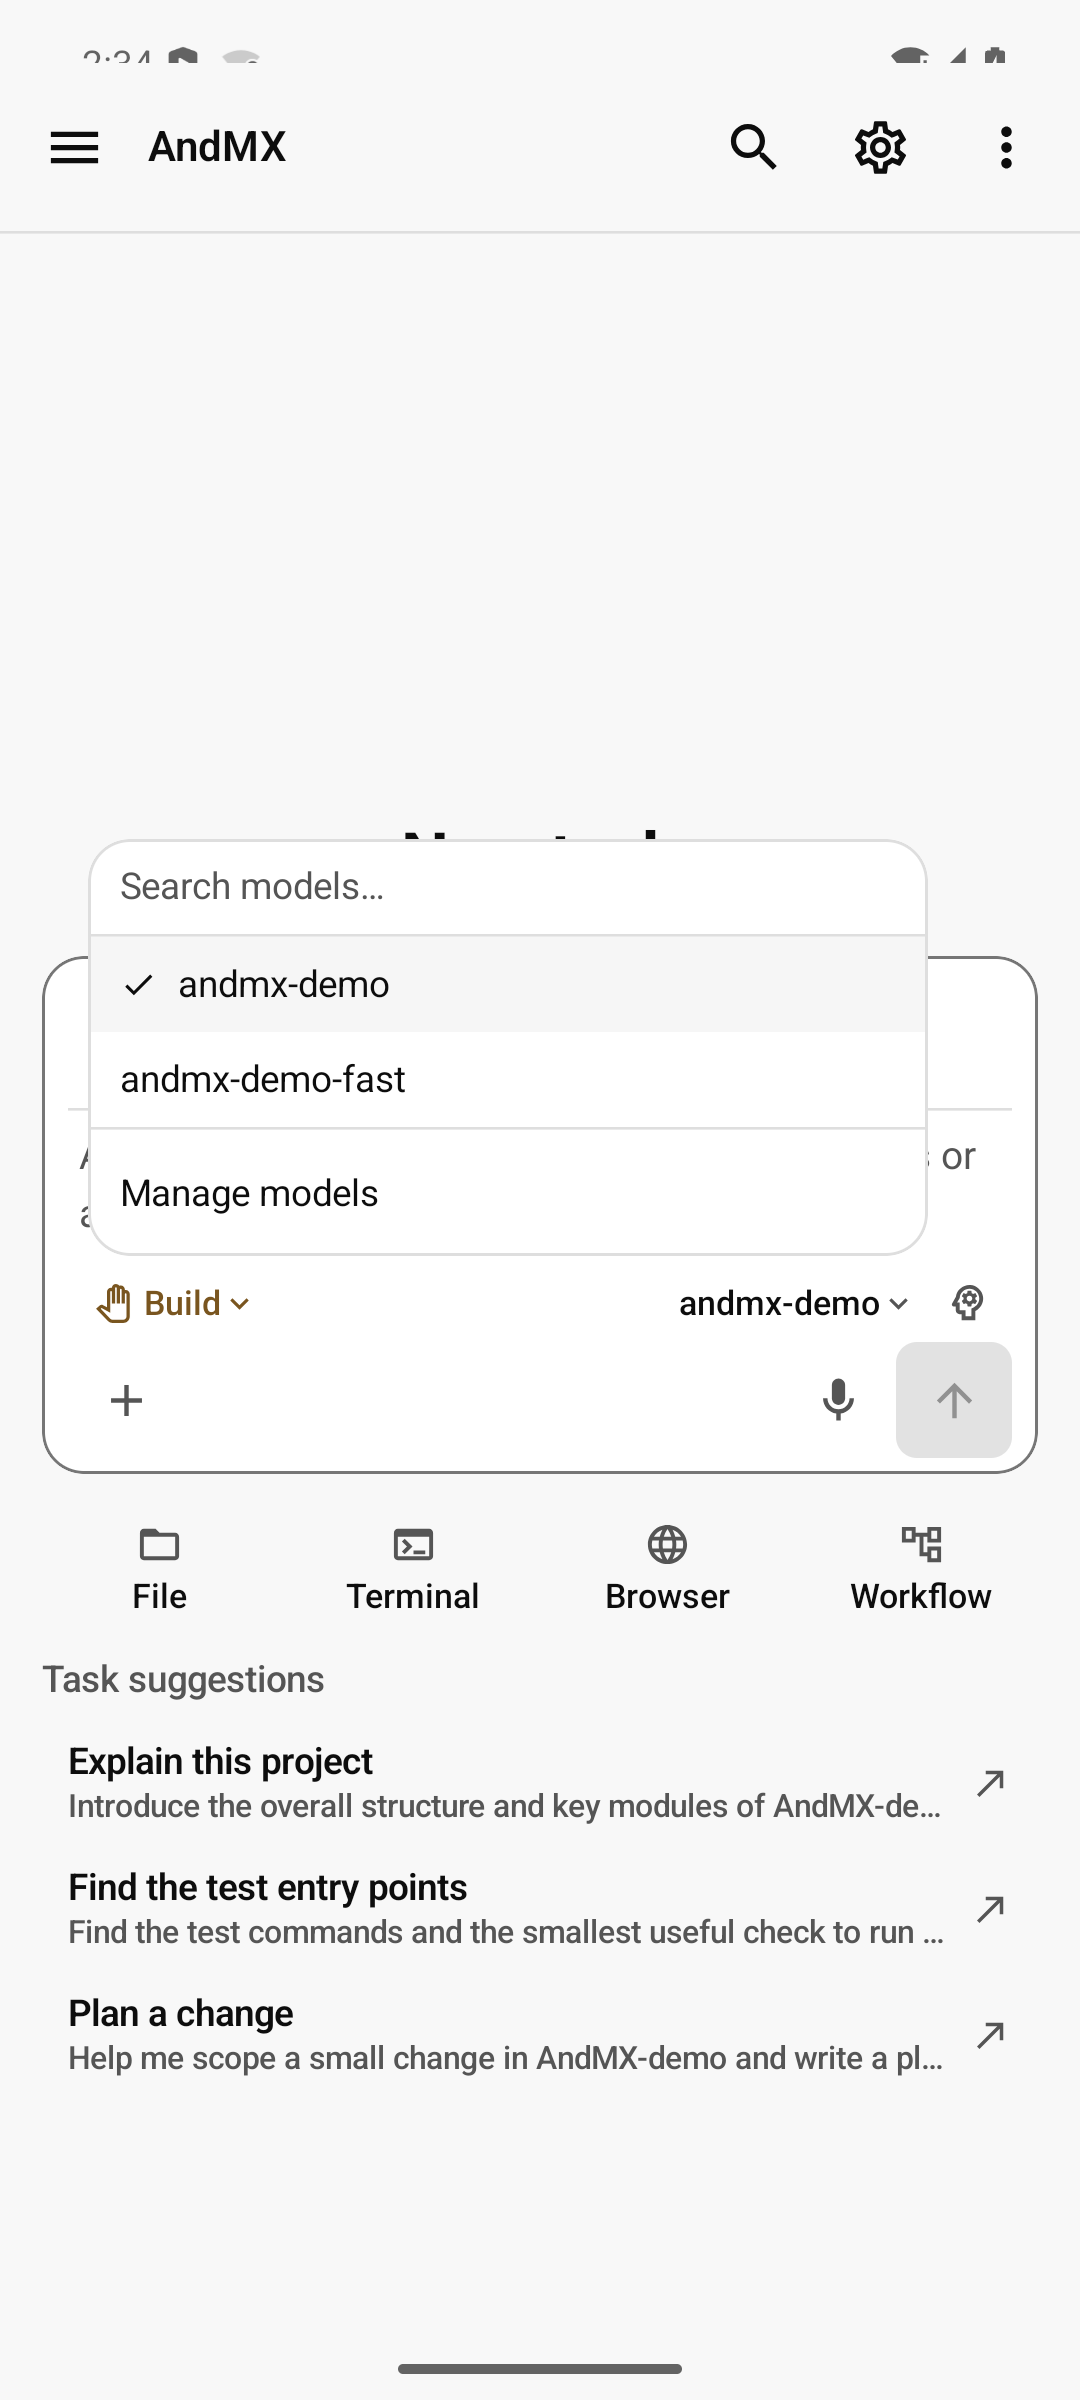 2:34
AndMX
Search models…
andmx-demo
andmx-demo-fast
or
Manage models
Build
andmx-demo
File
Terminal
Browser
Workflow
Task suggestions
Explain this project
Introduce the overall structure and key modules of AndMX-de…
Find the test entry points
Find the test commands and the smallest useful check to run …
Plan a change
Help me scope a small change in AndMX-demo and write a pl…